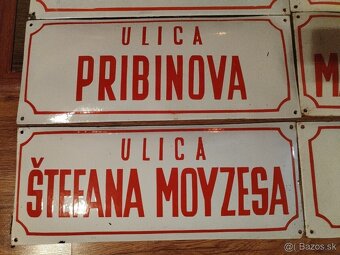 ULICA
PRIBINOVA
ULICA
ŠTEFANA MOYZESA
© Bazos.sk